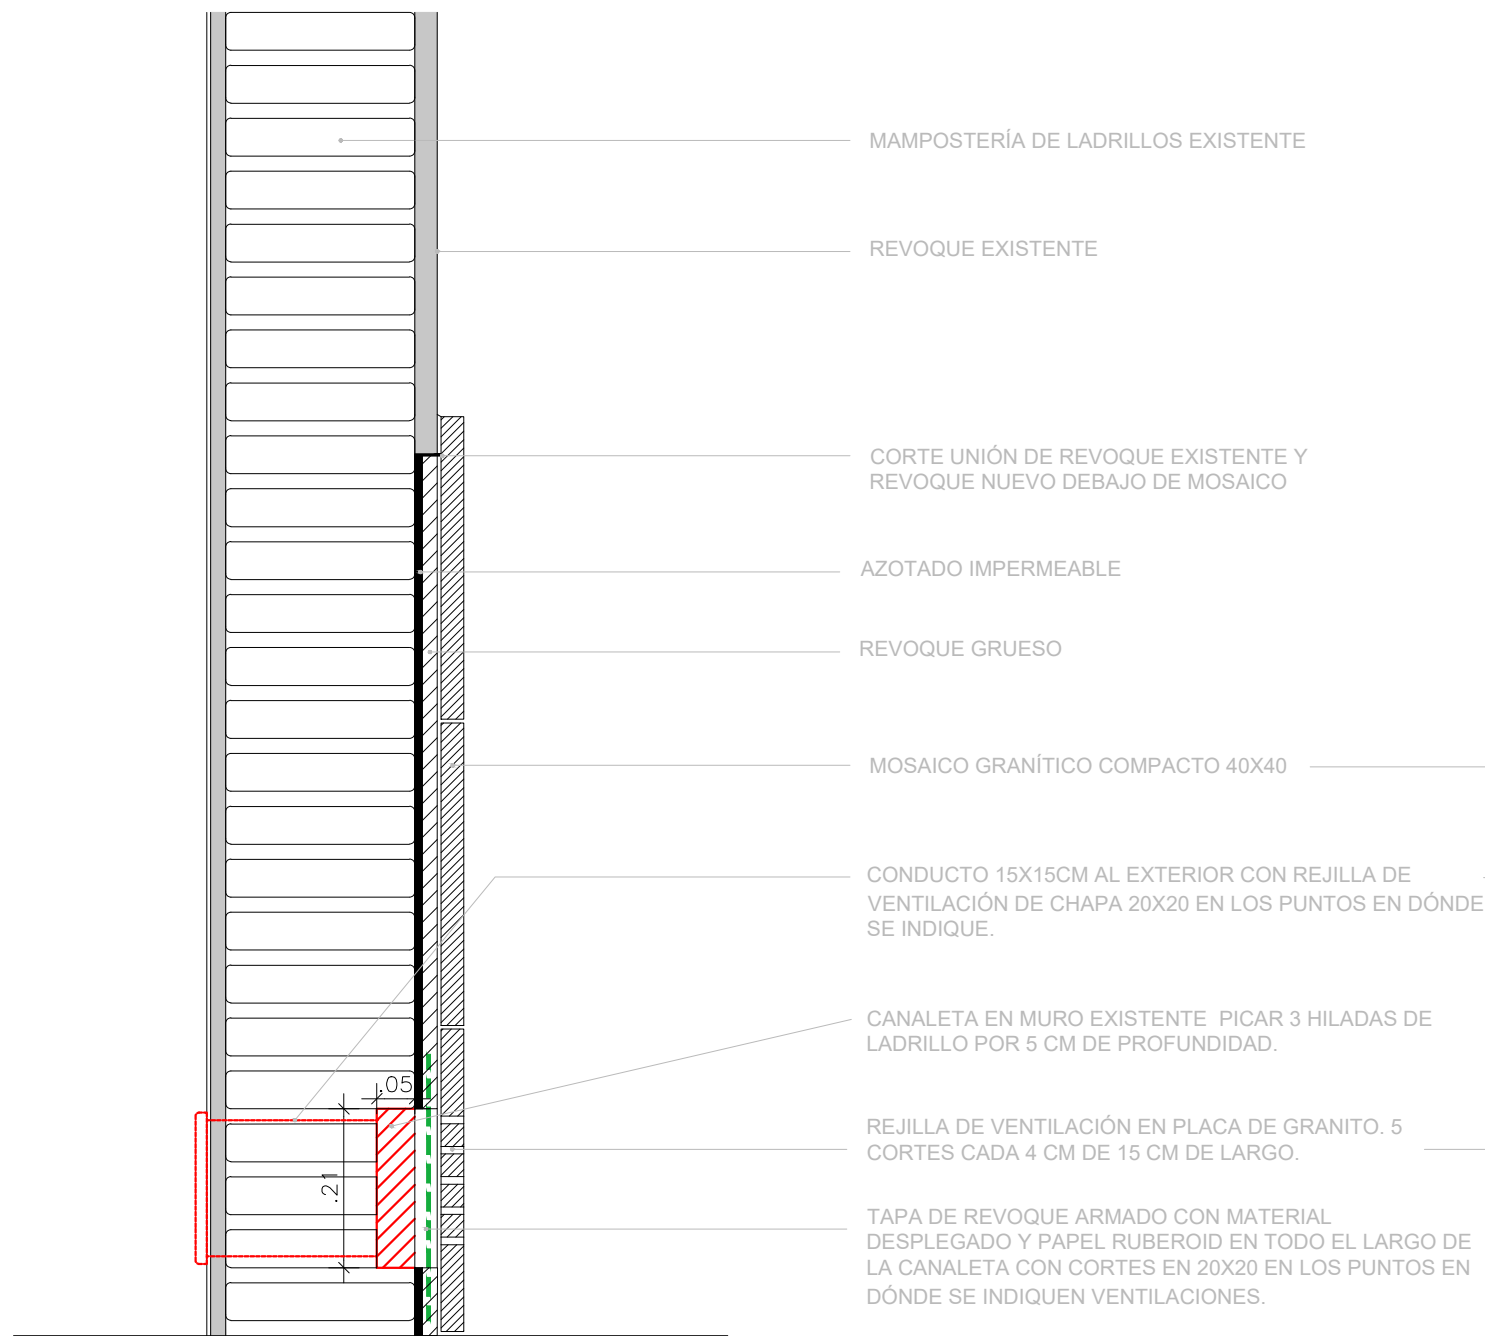 MAMPOSTERÍA DE LADRILLOS EXISTENTE
REVOQUE EXISTENTE
CORTE UNIÓN DE REVOQUE EXISTENTE Y
REVOQUE NUEVO DEBAJO DE MOSAICO
AZOTADO IMPERMEABLE
REVOQUE GRUESO
MOSAICO GRANÍTICO COMPACTO 40X40
CONDUCTO 15X15CM AL EXTERIOR CON REJILLA DE
VENTILACIÓN DE CHAPA 20X20 EN LOS PUNTOS EN DÓNDE
SE INDIQUE.
CANALETA EN MURO EXISTENTE  PICAR 3 HILADAS DE
LADRILLO POR 5 CM DE PROFUNDIDAD.
.05
.21
REJILLA DE VENTILACIÓN EN PLACA DE GRANITO. 5
CORTES CADA 4 CM DE 15 CM DE LARGO.
TAPA DE REVOQUE ARMADO CON MATERIAL
DESPLEGADO Y PAPEL RUBEROID EN TODO EL LARGO DE
LA CANALETA CON CORTES EN 20X20 EN LOS PUNTOS EN
DÓNDE SE INDIQUEN VENTILACIONES.